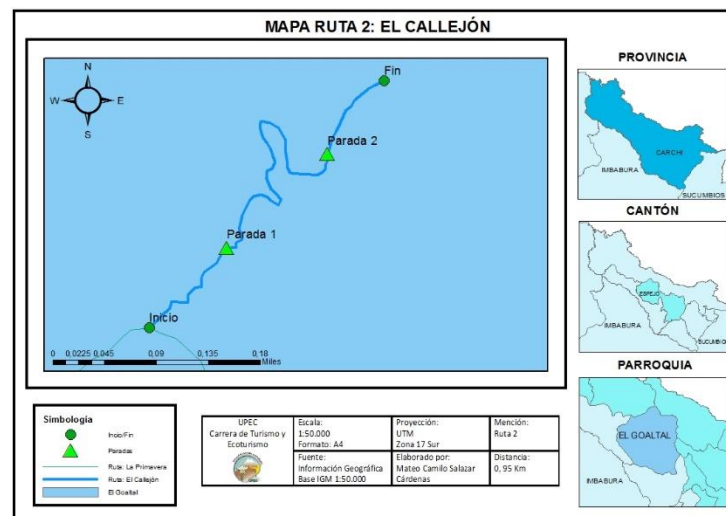 MAPA RUTA 2: EL CALLEJÓN
N
W
E
S
Fin
Parada 2
Parada 1
Inicio
0 0,0225 0,045 0,09 0,135 0,18
Miles
PROVINCIA
CARCHI
IMBABURA
SUCUMBIOS
CANTÓN
ESPEJO
IMBABURA
SUCUMBIOS
PARROQUIA
EL GOALTAL
IMBABURA
Simbología
Inicio/Fin
Paradas
Ruta: La Primavera
Ruta: El Callejón
El Goaltal
UPEC
Carrera de Turismo y
Ecoturismo
Escala:
1:50.000
Formato: A4
Proyección:
UTM
Zona 17 Sur
Mención:
Ruta 2
Fuente:
Información Geográfica
Base IGM 1:50.000
Elaborado por:
Mateo Camilo Salazar
Cárdenas
Distancia:
0, 95 Km